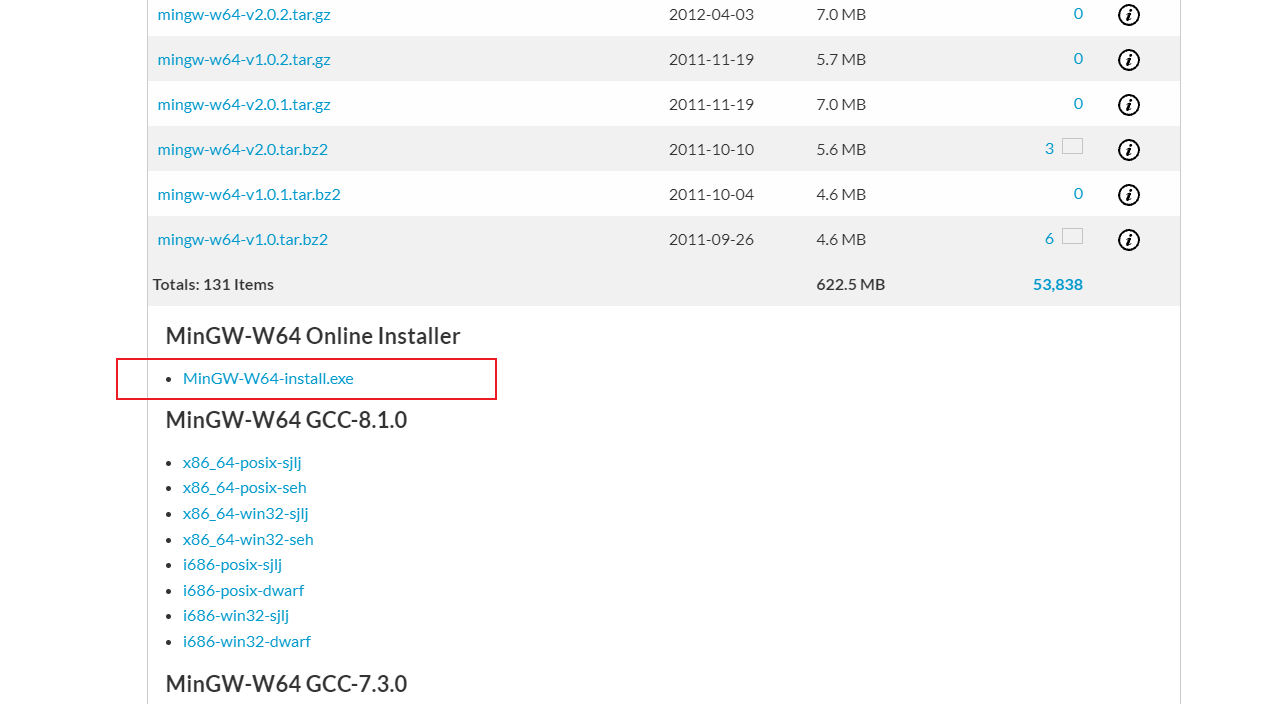 mingw-w64-v2.0.2.tar.gz 2012-04-03 7.0 MB 0 i
mingw-w64-v1.0.2.tar.gz 2011-11-19 5.7 MB 0 i
mingw-w64-v2.0.1.tar.gz 2011-11-19 7.0 MB 0 i
mingw-w64-v2.0.tar.bz2 2011-10-10 5.6 MB 3 i
mingw-w64-v1.0.1.tar.bz2 2011-10-04 4.6 MB 0 i
mingw-w64-v1.0.tar.bz2 2011-09-26 4.6 MB 6 i
Totals: 131 Items 622.5 MB 53,838
MinGW-W64 Online Installer
• MinGW-W64-install.exe
MinGW-W64 GCC-8.1.0
• x86_64-posix-sjlj
• x86_64-posix-seh
• x86_64-win32-sjlj
• x86_64-win32-seh
• i686-posix-sjlj
• i686-posix-dwarf
• i686-win32-sjlj
• i686-win32-dwarf
MinGW-W64 GCC-7.3.0